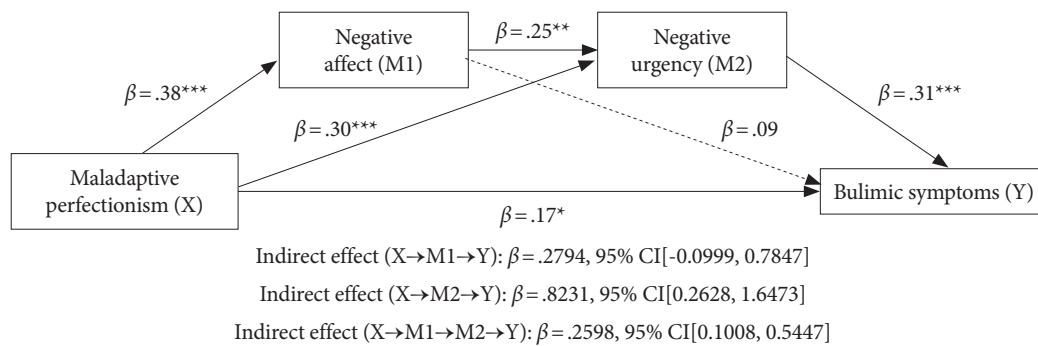 Negative
affect (M1)
β=.25**
Negative
urgency (M2)
β=.38***
β=.30***
β=.09
β=.31***
Maladaptive
perfectionism (X)
β=.17*
Bulimic symptoms (Y)
Indirect effect (X→M1→Y): β=.2794, 95% CI[-0.0999, 0.7847]
Indirect effect (X→M2→Y): β=.8231, 95% CI[0.2628, 1.6473]
Indirect effect (X→M1→M2→Y): β=.2598, 95% CI[0.1008, 0.5447]